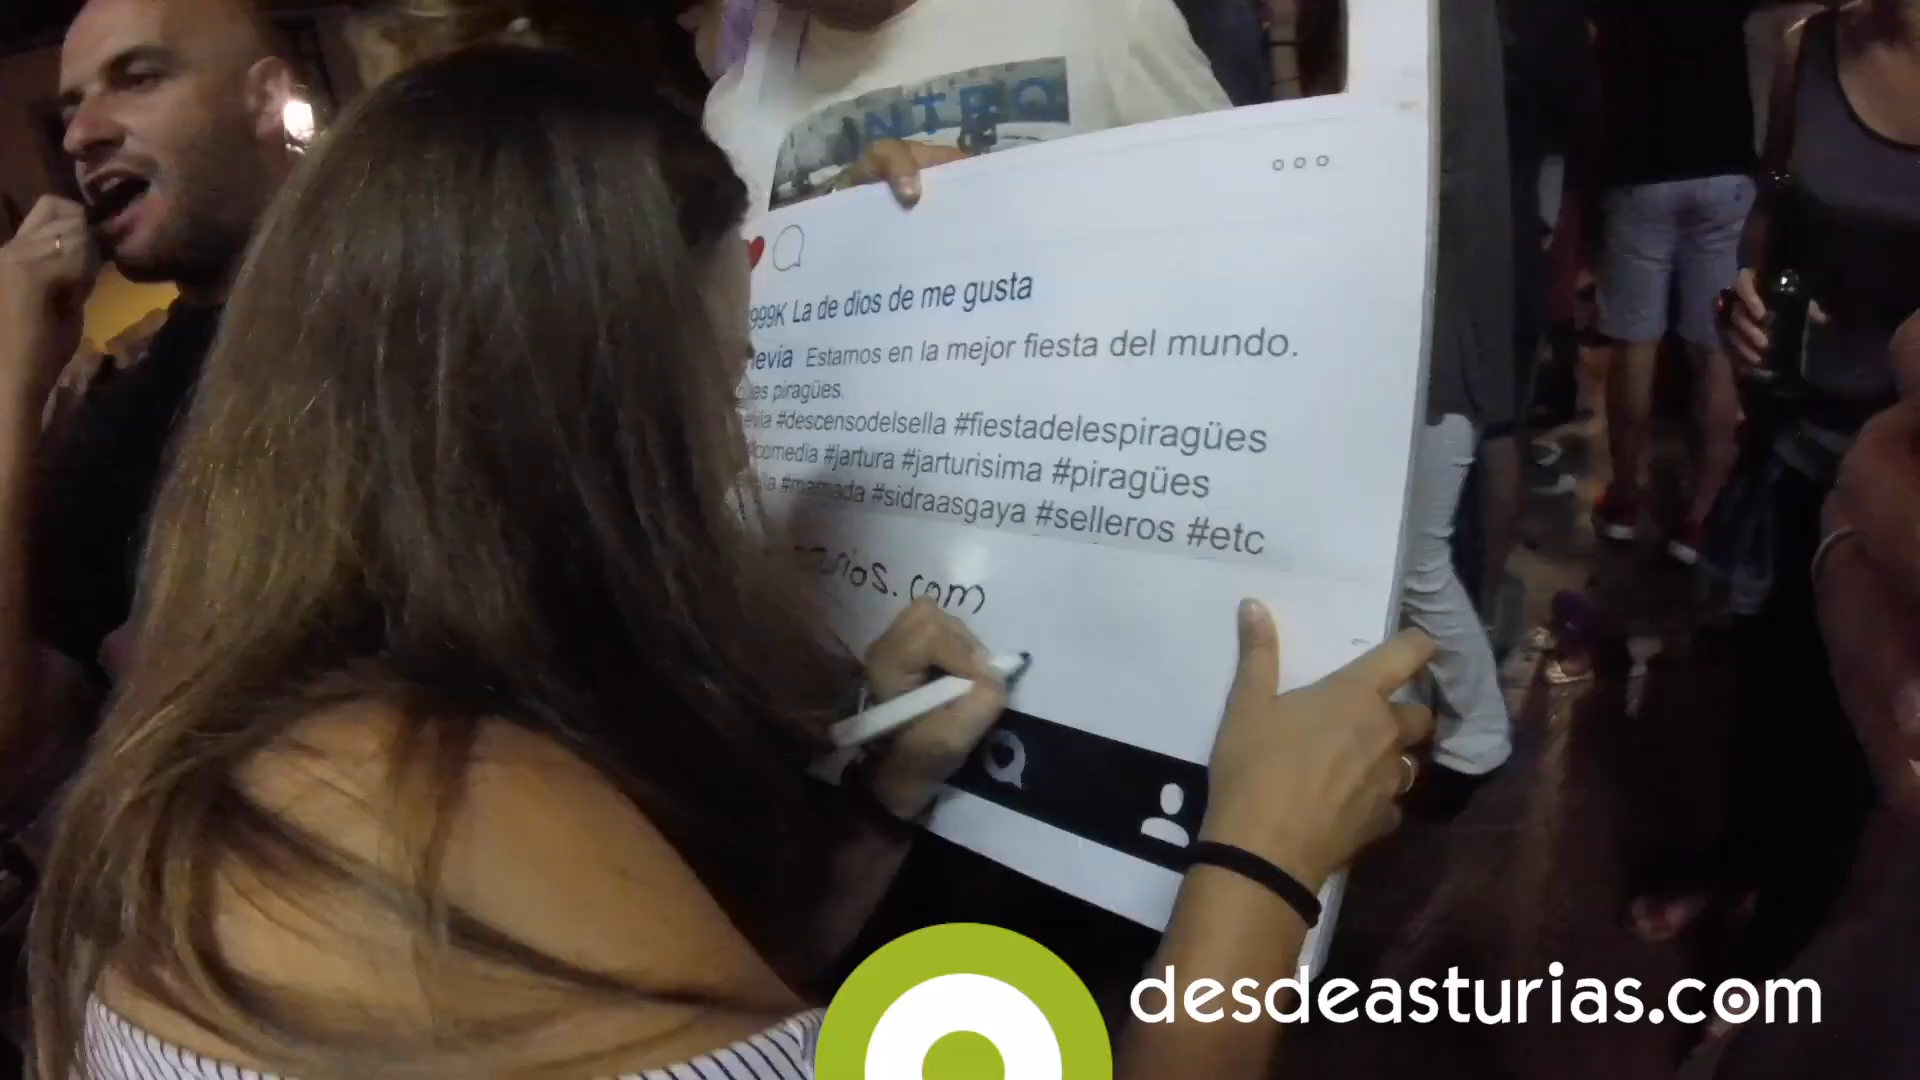 INTRO
999K La de dios de me gusta
Estamos en la mejor fiesta del mundo.
piragües.
#descensodelsella #fiestadelespiragües
#jartura #jarturisima #piragües
#sidraasgaya #selleros #etc
.com
desdeasturias.com